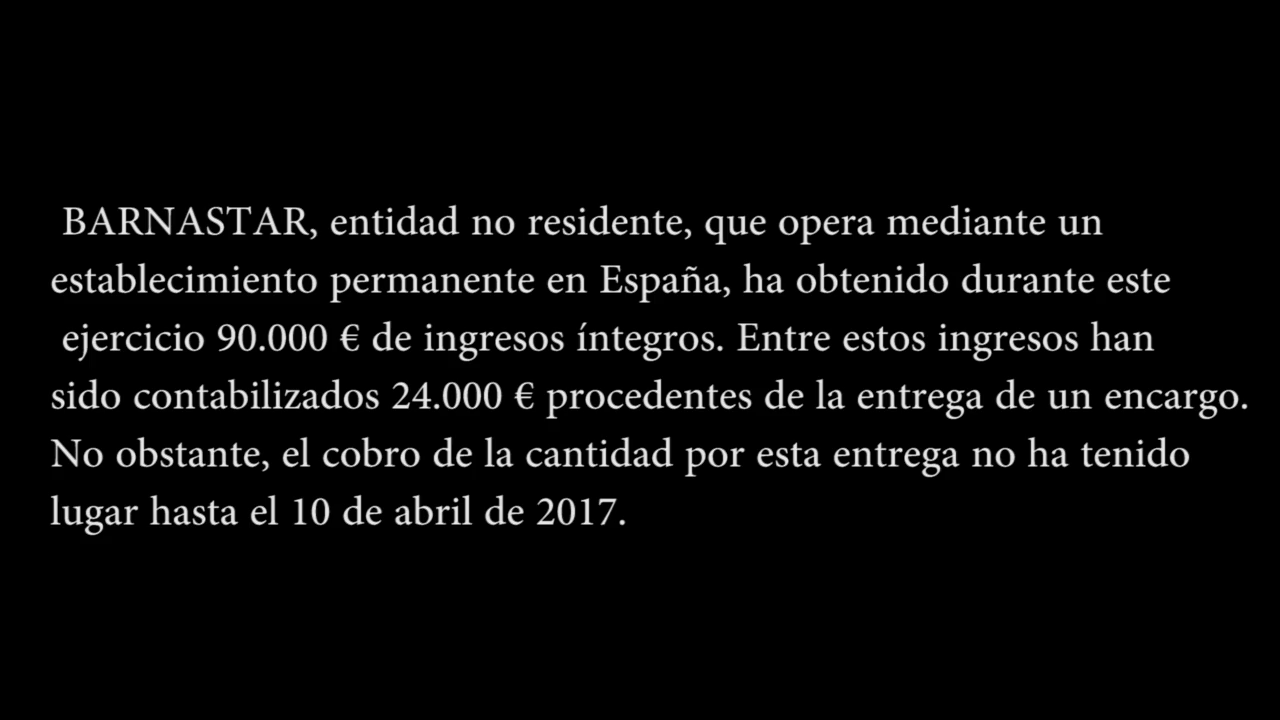 BARNASTAR, entidad no residente, que opera mediante un
establecimiento permanente en España, ha obtenido durante este
ejercicio 90.000 € de ingresos íntegros. Entre estos ingresos han
sido contabilizados 24.000 € procedentes de la entrega de un encargo.
No obstante, el cobro de la cantidad por esta entrega no ha tenido
lugar hasta el 10 de abril de 2017.